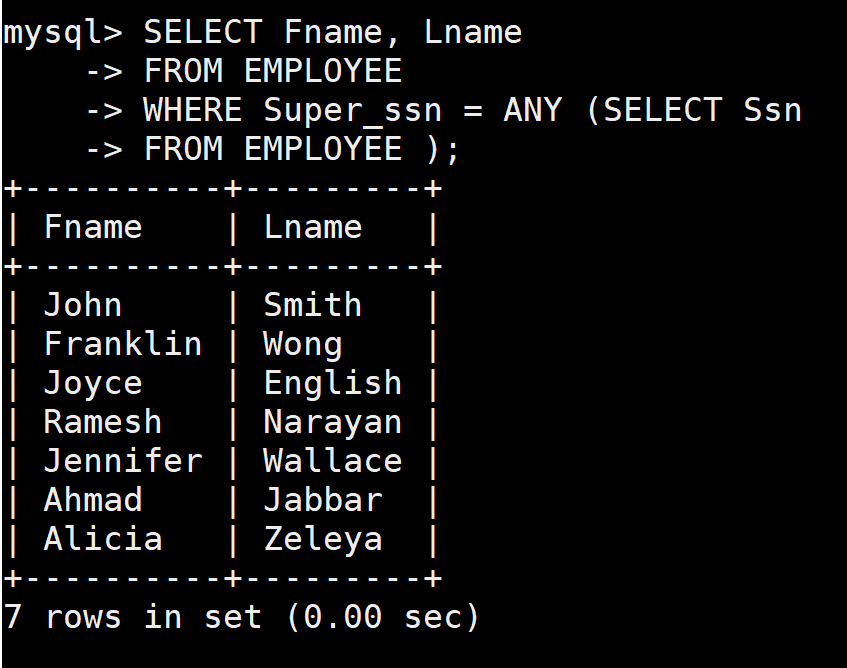 mysql> SELECT Fname, Lname
    -> FROM EMPLOYEE
    -> WHERE Super_ssn = ANY (SELECT Ssn
    -> FROM EMPLOYEE );
+----------+---------+
| Fname    | Lname   |
+----------+---------+
| John     | Smith   |
| Franklin | Wong    |
| Joyce    | English |
| Ramesh   | Narayan |
| Jennifer | Wallace |
| Ahmad    | Jabbar  |
| Alicia   | Zeleya  |
+----------+---------+
7 rows in set (0.00 sec)